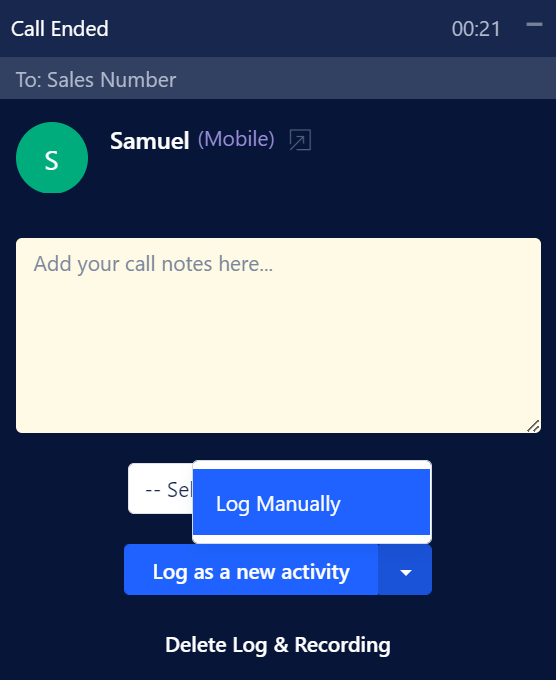 Call Ended 00:21
To: Sales Number
S
Samuel (Mobile)
Add your call notes here...
-- Sel
Log Manually
Log as a new activity
Delete Log & Recording